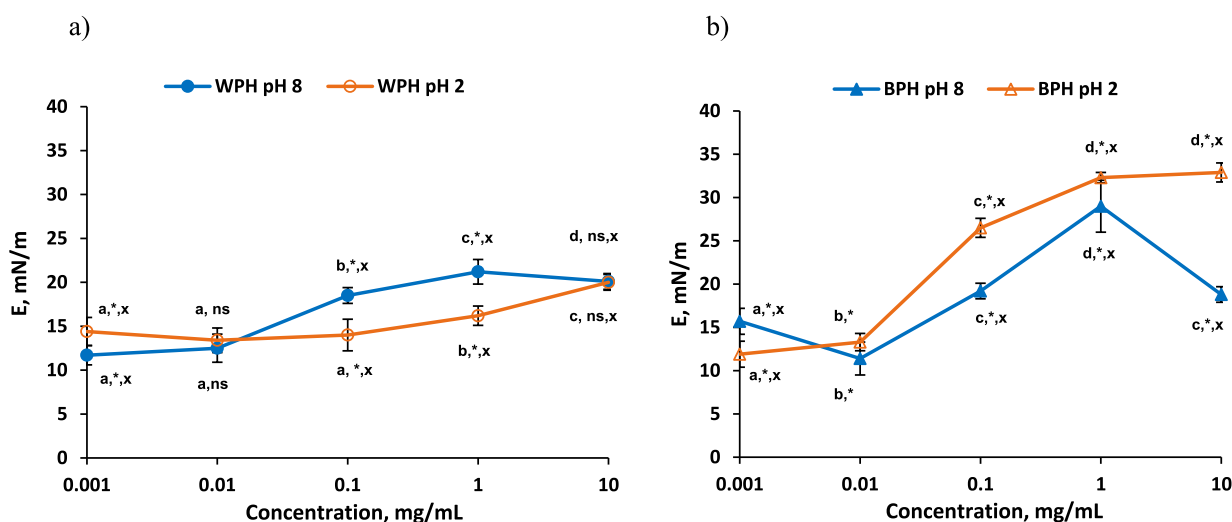 a)
WPH pH 8 WPH pH 2
E, mN/m
40
35
30
25
20
15
10
5
0
a,*,x
a, ns
b,*,x
c,*,x
d, ns,x
a,*,x
a,ns
a, *,x
b,*,x
c, ns,x
0.001 0.01 0.1 1 10
Concentration, mg/mL
b)
BPH pH 8 BPH pH 2
E, mN/m
40
35
30
25
20
15
10
5
0
a,*,x
b,*
c,*,x
d,*,x
d,*,x
a,*,x
b,*
c,*,x
d,*,x
c,*,x
0.001 0.01 0.1 1 10
Concentration, mg/mL